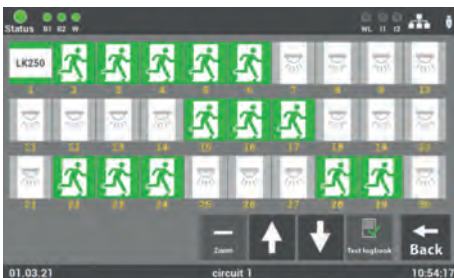 Status B1 B2 W WL I1 I2
LK250
1 2 3 4 5 6 7 8 9 10
11 12 13 14 15 16 17 18 19 20
21 22 23 24 25 26 27 28 29 30
Zoom Test logbook Back
01.03.21 circuit 1 10:54:17